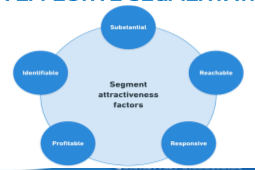 Substantial
Identifiable
Reachable
Segment
attractiveness
factors
Profitable
Responsive